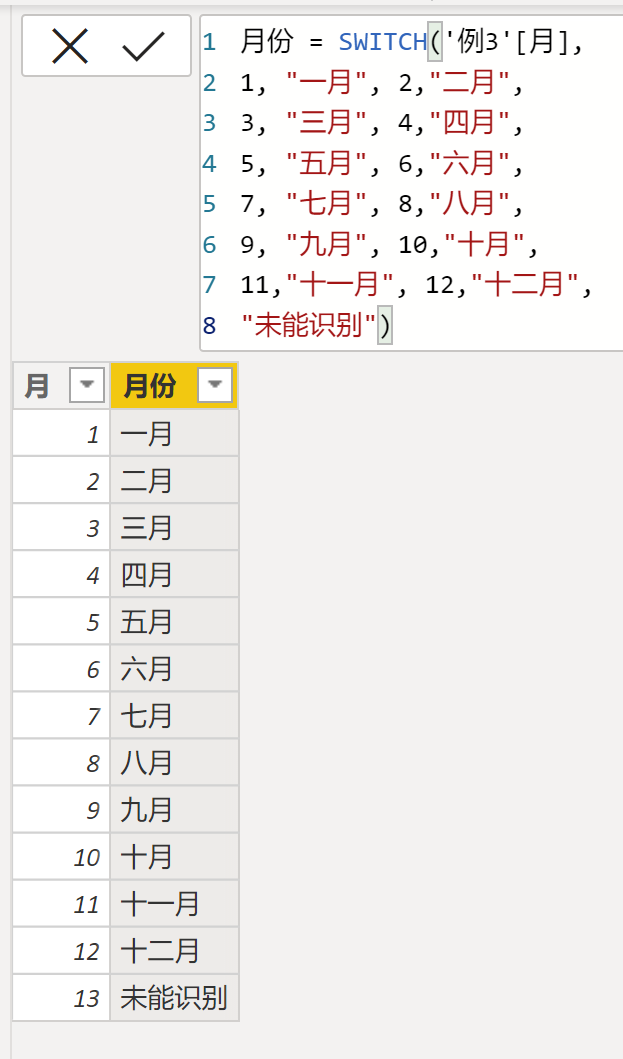 1 月份 = SWITCH('例3'[月],
2 1, "一月", 2,"二月",
3 3, "三月", 4,"四月",
4 5, "五月", 6,"六月",
5 7, "七月", 8,"八月",
6 9, "九月", 10,"十月",
7 11,"十一月", 12,"十二月",
8 "未能识别")
月 月份
1 一月
2 二月
3 三月
4 四月
5 五月
6 六月
7 七月
8 八月
9 九月
10 十月
11 十一月
12 十二月
13 未能识别